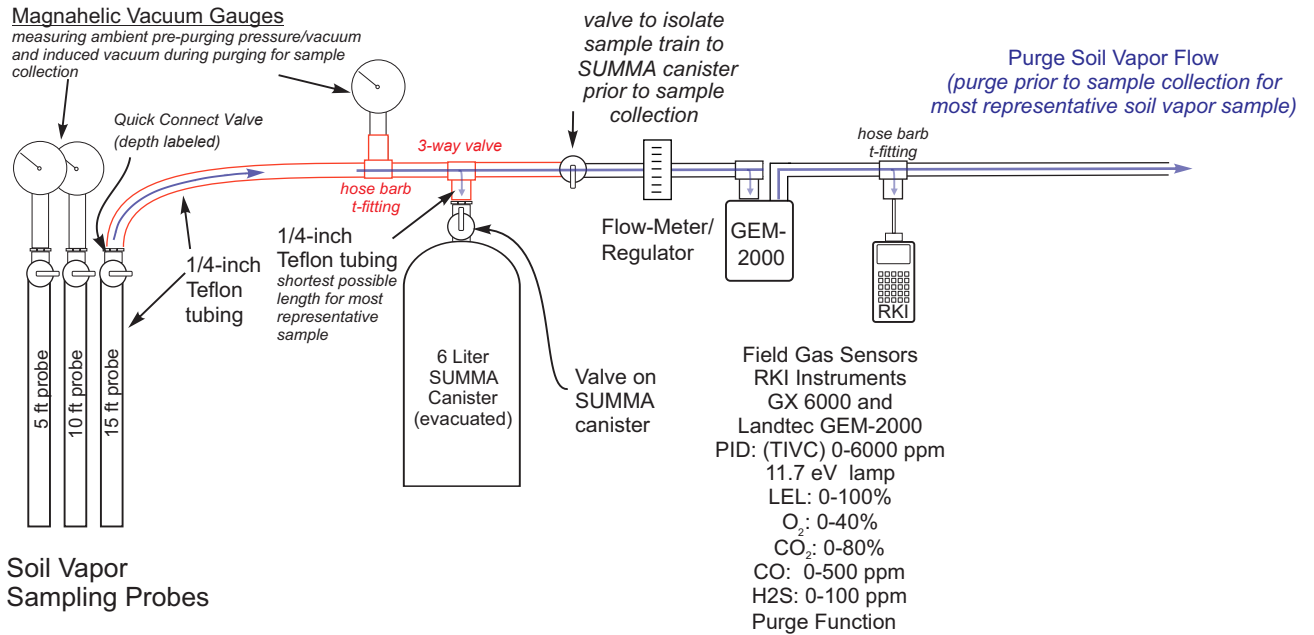 Magnahelic Vacuum Gauges
measuring ambient pre-purging pressure/vacuum
and induced vacuum during purging for sample
collection
Quick Connect Valve
(depth labeled)
valve to isolate
sample train to
SUMMA canister
prior to sample
collection
Purge Soil Vapor Flow
(purge prior to sample collection for
most representative soil vapor sample)
3-way valve
hose barb
t-fitting
hose barb
t-fitting
1/4-inch
Teflon
tubing
1/4-inch
Teflon tubing
shortest possible
length for most
representative
sample
Flow-Meter/
Regulator
GEM-
2000
RKI
5 ft probe
10 ft probe
15 ft probe
6 Liter
SUMMA
Canister
(evacuated)
Valve on
SUMMA
canister
Field Gas Sensors
RKI Instruments
GX 6000 and
Landtec GEM-2000
PID: (TIVC) 0-6000 ppm
11.7 eV lamp
LEL: 0-100%
O2: 0-40%
CO2: 0-80%
CO: 0-500 ppm
H2S: 0-100 ppm
Purge Function
Soil Vapor
Sampling Probes